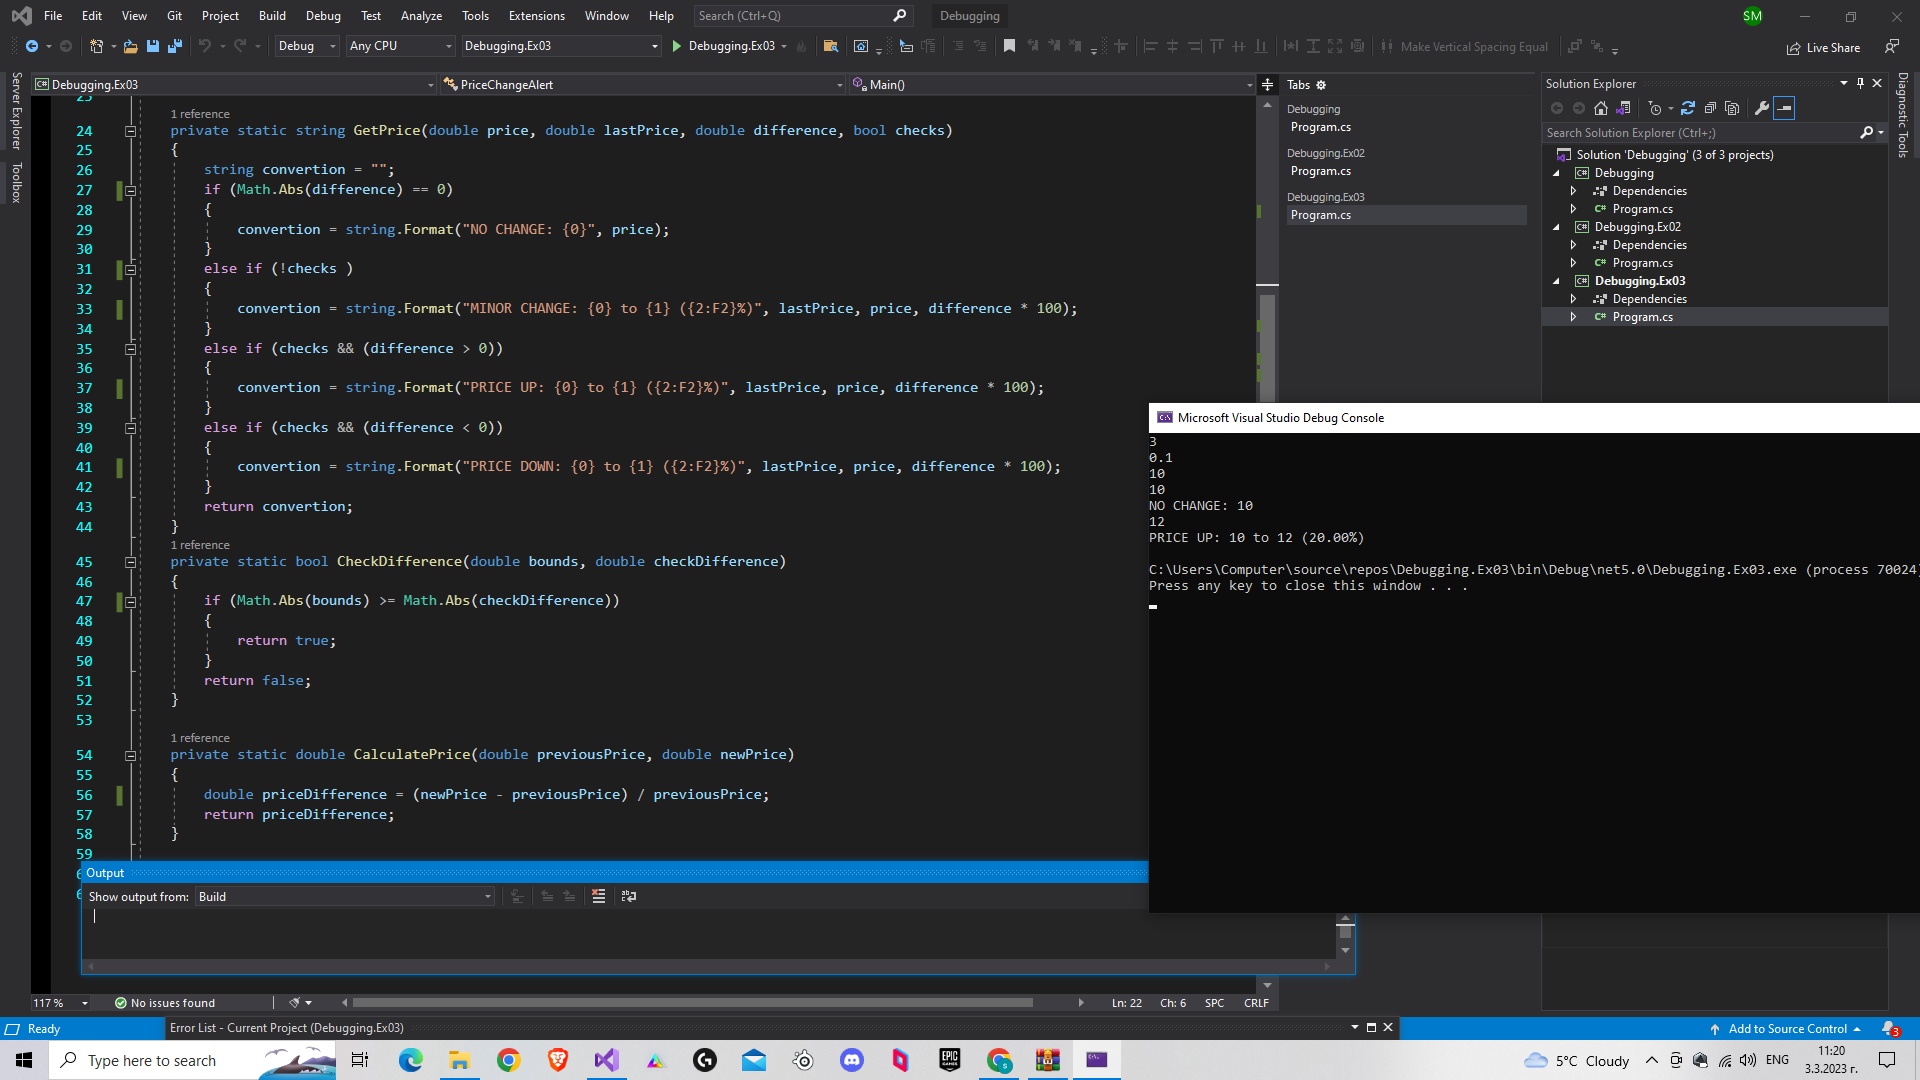 File Edit View Git Project Build Debug Test Analyze Tools Extensions Window Help Search (Ctrl+Q) Debugging SM
Debug Any CPU Debugging.Ex03 Debugging.Ex03 Make Vertical Spacing Equal Live Share
Server Explorer
Toolbox
Debugging.Ex03 PriceChangeAlert Main()
23
1 reference
24 private static string GetPrice(double price, double lastPrice, double difference, bool checks)
25 {
26 string convertion = "";
27 if (Math.Abs(difference) == 0)
28 {
29 convertion = string.Format("NO CHANGE: {0}", price);
30 }
31 else if (!checks )
32 {
33 convertion = string.Format("MINOR CHANGE: {0} to {1} ({2:F2}%)", lastPrice, price, difference * 100);
34 }
35 else if (checks && (difference > 0))
36 {
37 convertion = string.Format("PRICE UP: {0} to {1} ({2:F2}%)", lastPrice, price, difference * 100);
38 }
39 else if (checks && (difference < 0))
40 {
41 convertion = string.Format("PRICE DOWN: {0} to {1} ({2:F2}%)", lastPrice, price, difference * 100);
42 }
43 return convertion;
44 }
1 reference
45 private static bool CheckDifference(double bounds, double checkDifference)
46 {
47 if (Math.Abs(bounds) >= Math.Abs(checkDifference))
48 {
49 return true;
50 }
51 return false;
52 }
53
1 reference
54 private static double CalculatePrice(double previousPrice, double newPrice)
55 {
56 double priceDifference = (newPrice - previousPrice) / previousPrice;
57 return priceDifference;
58 }
59
Output
Show output from: Build
117 % No issues found Ln: 22 Ch: 6 SPC CRLF
Tabs
Debugging
Program.cs
Debugging.Ex02
Program.cs
Debugging.Ex03
Program.cs
Solution Explorer
Search Solution Explorer (Ctrl+;)
Solution 'Debugging' (3 of 3 projects)
Debugging
Dependencies
Program.cs
Debugging.Ex02
Dependencies
Program.cs
Debugging.Ex03
Dependencies
Program.cs
Diagnostic Tools
Microsoft Visual Studio Debug Console
3
0.1
10
10
NO CHANGE: 10
12
PRICE UP: 10 to 12 (20.00%)
C:\Users\Computer\source\repos\Debugging.Ex03\bin\Debug\net5.0\Debugging.Ex03.exe (process 70024)
Press any key to close this window . . .
Ready Error List - Current Project (Debugging.Ex03) Add to Source Control 3
Type here to search EPIC GAMES 5°C Cloudy ENG 11:20
3.3.2023 г.